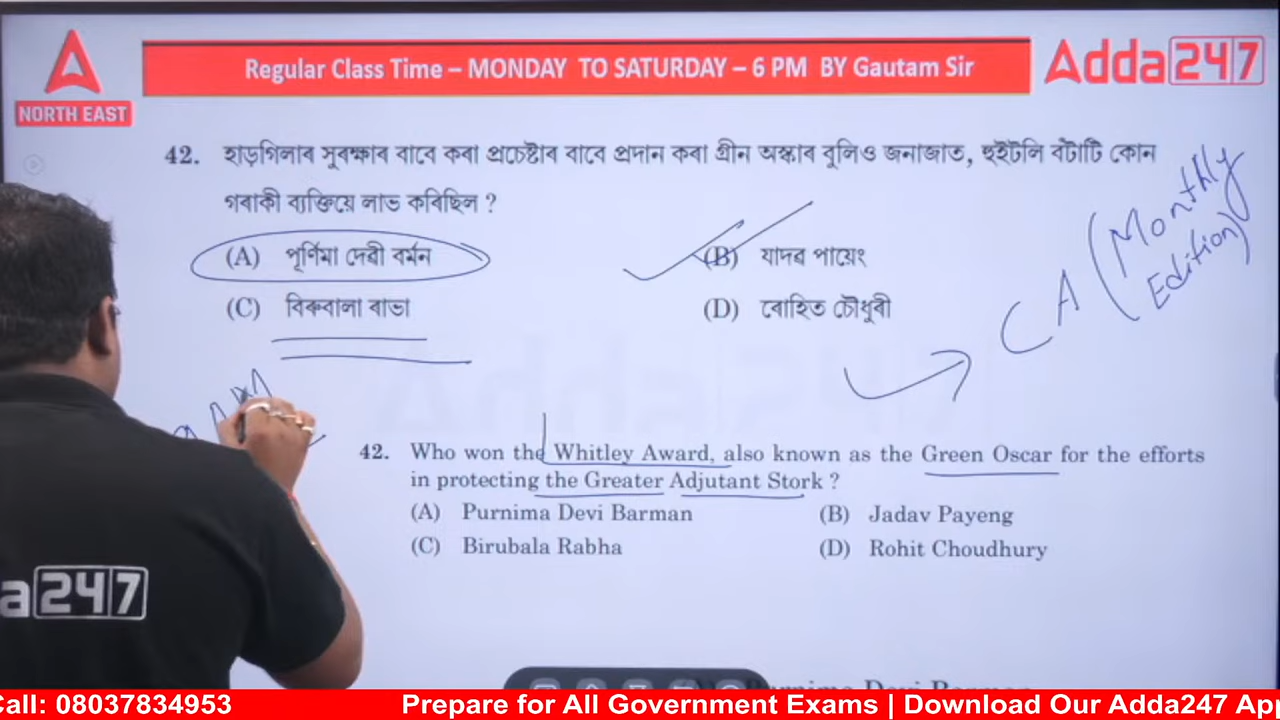 Regular Class Time – MONDAY TO SATURDAY – 6 PM BY Gautam Sir
Adda247
NORTH EAST
42. হাড়গিলাৰ সুৰক্ষাৰ বাবে কৰা প্ৰচেষ্টাৰ বাবে প্ৰদান কৰা গ্ৰীন অস্কাৰ বুলিও জনাজাত, হুইটলি বঁটাটি কোন
গৰাকী ব্যক্তিয়ে লাভ কৰিছিল ?
(A) পূৰ্ণিমা দেৱী বৰ্মন
(B) যাদৱ পায়েং
(C) বিৰুবালা ৰাভা
(D) ৰোহিত চৌধুৰী
CA (Monthly
Edition)
42. Who won the Whitley Award, also known as the Green Oscar for the efforts
in protecting the Greater Adjutant Stork ?
(A) Purnima Devi Barman
(B) Jadav Payeng
(C) Birubala Rabha
(D) Rohit Choudhury
a247
Call: 08037834953 Prepare for All Government Exams | Download Our Adda247 Ap